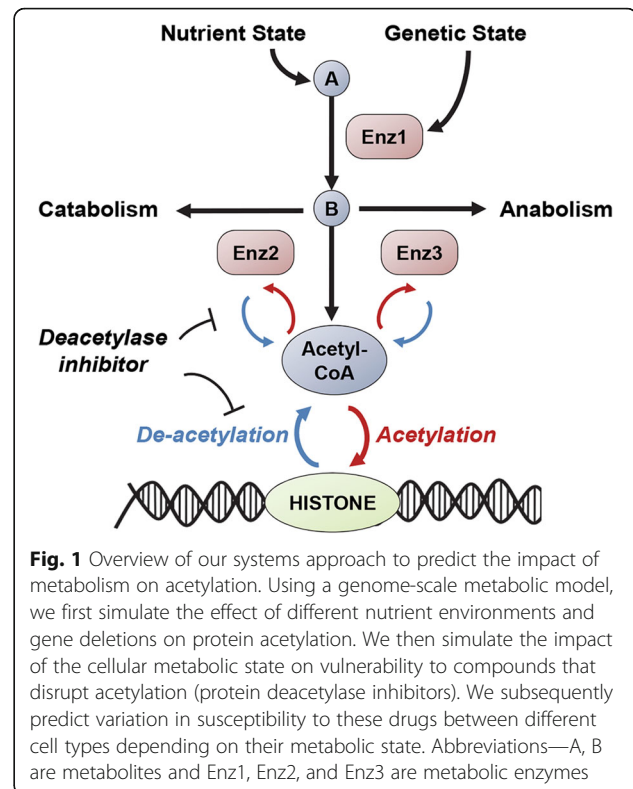 Nutrient State
Genetic State
A
Enz1
Catabolism
B
Anabolism
Enz2
Enz3
Deacetylase
inhibitor
Acetyl-
CoA
De-acetylation
Acetylation
HISTONE
Fig. 1 Overview of our systems approach to predict the impact of
metabolism on acetylation. Using a genome-scale metabolic model,
we first simulate the effect of different nutrient environments and
gene deletions on protein acetylation. We then simulate the impact
of the cellular metabolic state on vulnerability to compounds that
disrupt acetylation (protein deacetylase inhibitors). We subsequently
predict variation in susceptibility to these drugs between different
cell types depending on their metabolic state. Abbreviations—A, B
are metabolites and Enz1, Enz2, and Enz3 are metabolic enzymes